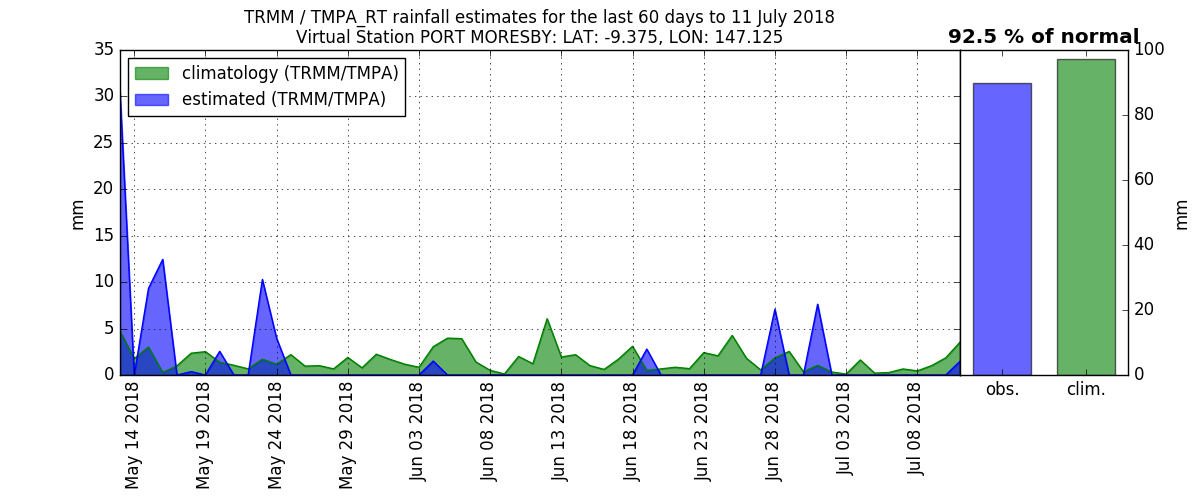 TRMM / TMPA_RT rainfall estimates for the last 60 days to 11 July 2018
Virtual Station PORT MORESBY: LAT: -9.375, LON: 147.125
92.5 % of normal
climatology (TRMM/TMPA)
estimated (TRMM/TMPA)
35
30
25
20
15
10
5
0
mm
May 14 2018
May 19 2018
May 24 2018
May 29 2018
Jun 03 2018
Jun 08 2018
Jun 13 2018
Jun 18 2018
Jun 23 2018
Jun 28 2018
Jul 03 2018
Jul 08 2018
100
80
60
40
20
0
mm
obs.
clim.